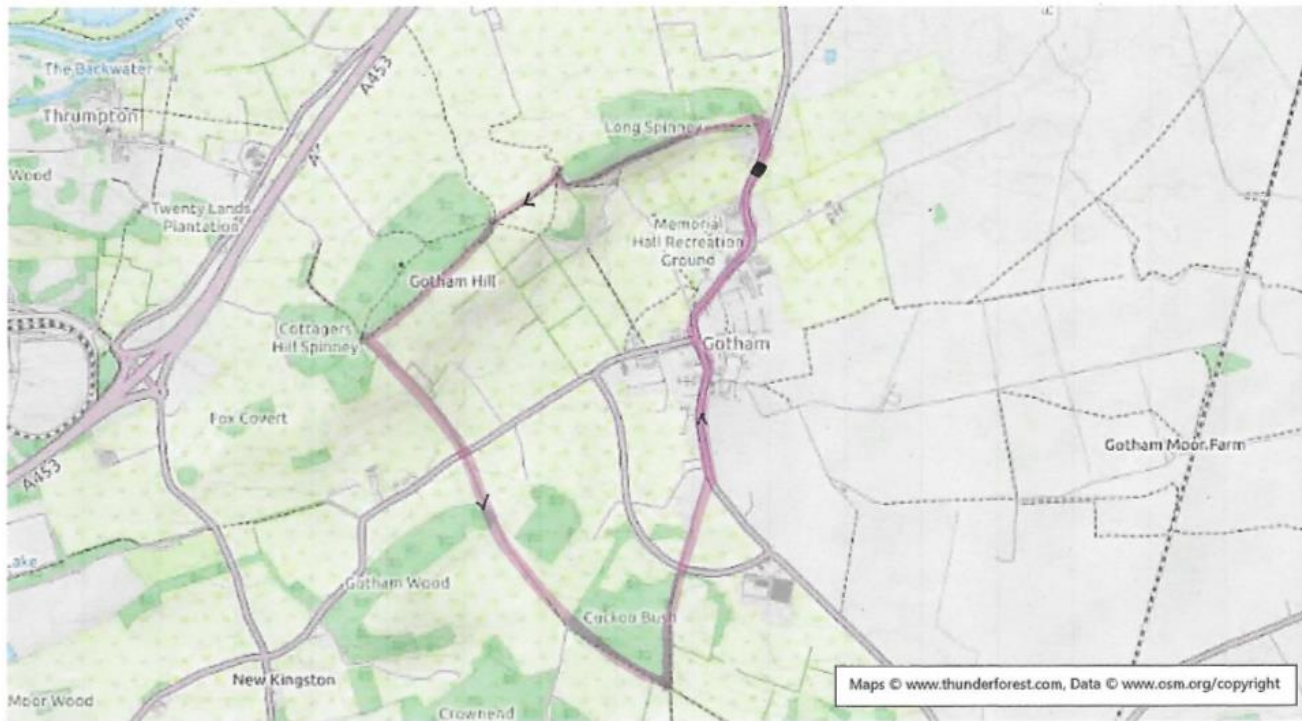 The Backwater
Thrumpton
Wood
Twenty Lands
Plantation
A453
Long Spinney
Memorial
Hall Recreation
Ground
Gotham Hill
Cottagers
Hill Spinney
Gotham
Fox Covert
Gotham Moor Farm
A453
Gotham Wood
Cuckoo Bush
New Kingston
Moor Wood
Crownend
Maps © www.thunderforest.com, Data © www.osm.org/copyright